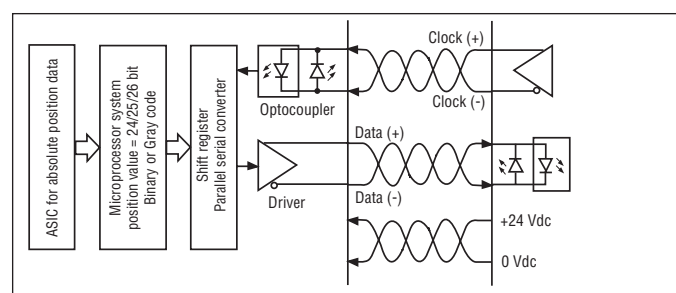 ASIC for absolute position data
Microprocessor system
position value = 24/25/26 bit
Binary or Gray code
Shift register
Parallel serial converter
Optocoupler
Driver
Clock (+)
Clock (-)
Data (+)
Data (-)
+24 Vdc
0 Vdc